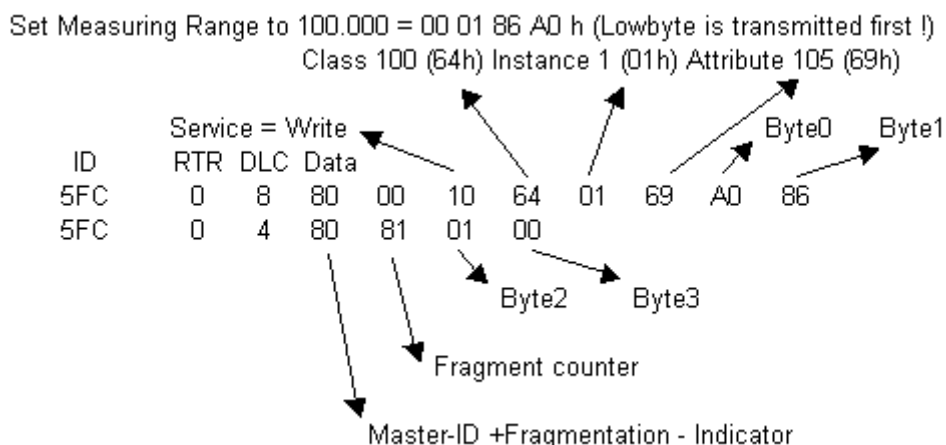 Set Measuring Range to 100.000 = 00 01 86 A0 h (Lowbyte is transmitted first !)
Class 100 (64h) Instance 1 (01h) Attribute 105 (69h)
Service = Write Byte0 Byte1
ID RTR DLC Data
5FC 0 8 80 00 10 64 01 69 A0 86
5FC 0 4 80 81 01 00
Byte2 Byte3
Fragment counter
Master-ID +Fragmentation - Indicator